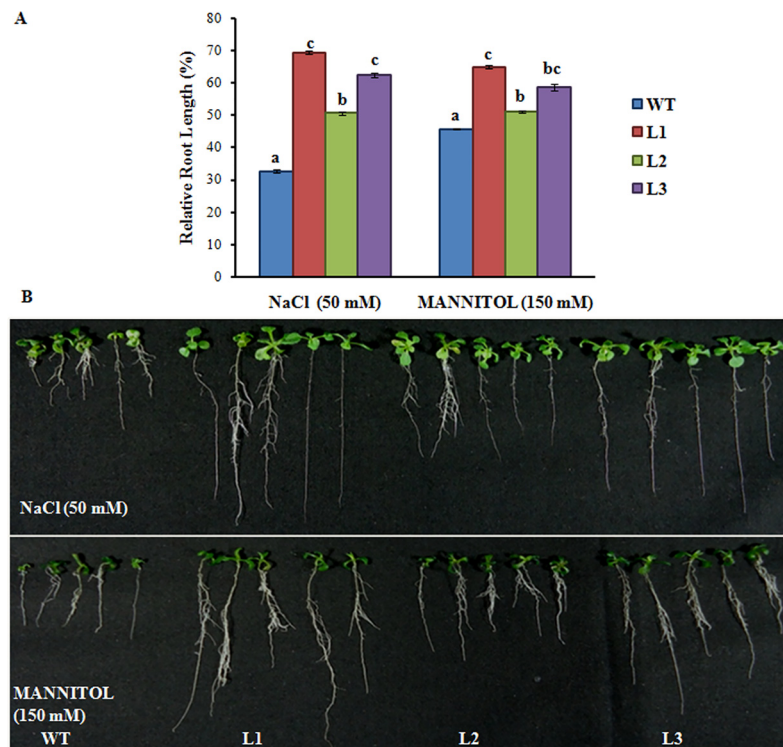 A
Relative Root Length (%)
80
70
60
50
40
30
20
10
0
a
c
b
c
a
c
b
bc
NaCl (50 mM)
MANNITOL (150 mM)
WT
L1
L2
L3
B
NaCl (50 mM)
MANNITOL
(150 mM)
WT
L1
L2
L3